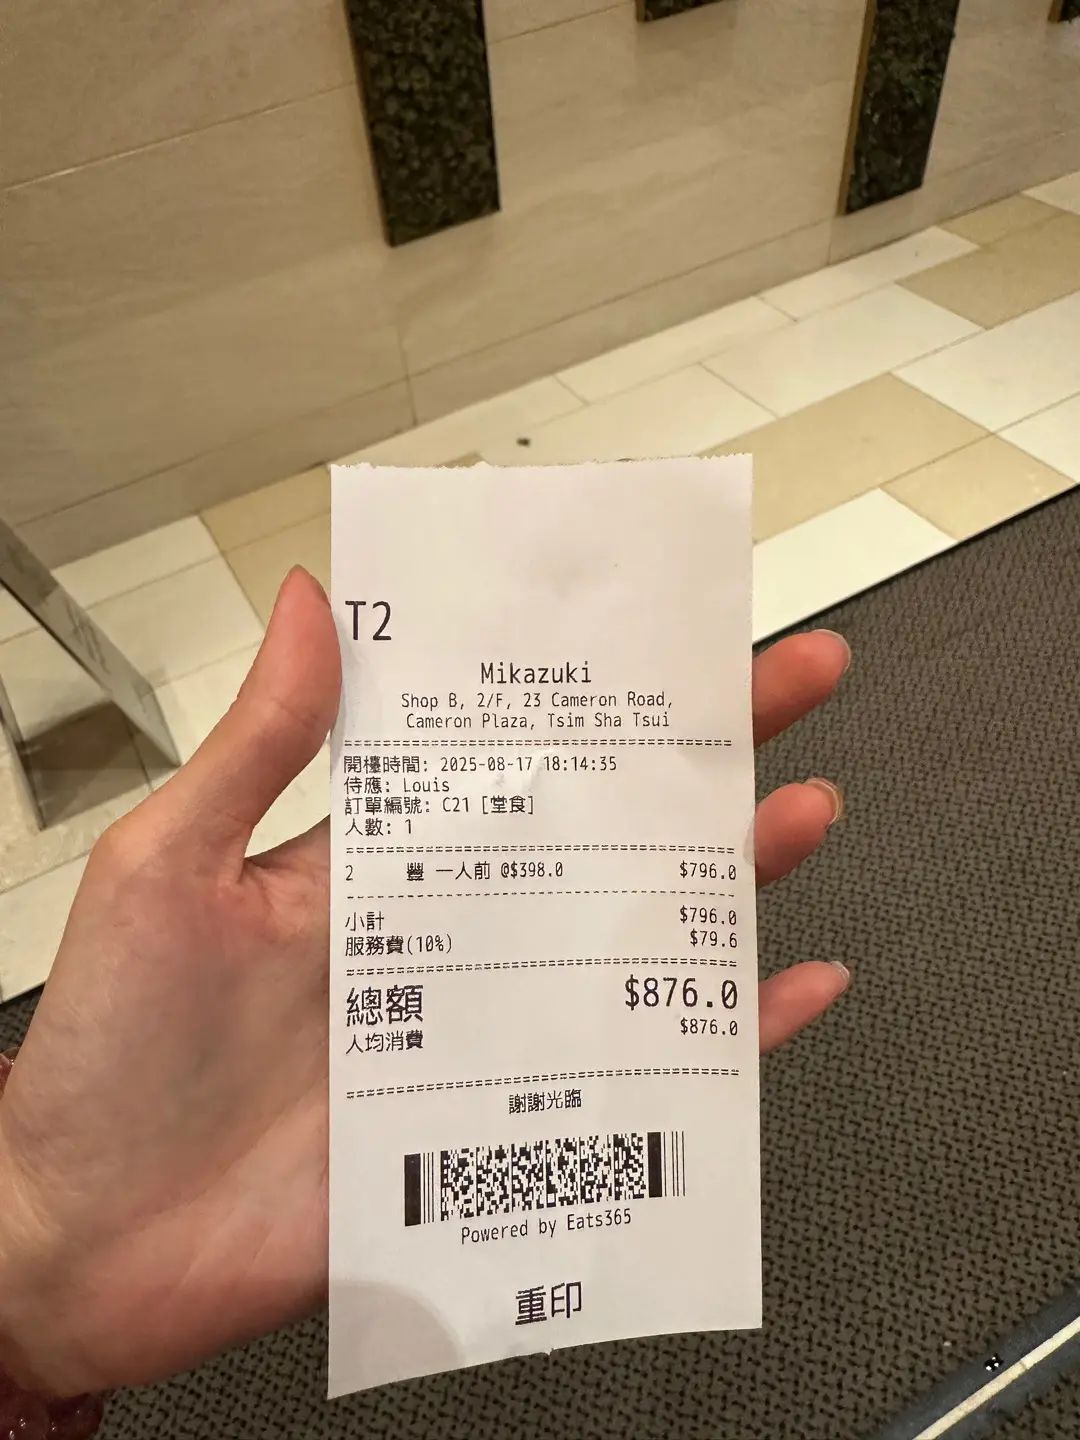 T2
Mikazuki
Shop B, 2/F, 23 Cameron Road,
Cameron Plaza, Tsim Sha Tsui
開檯時間: 2025-08-17 18:14:35
侍應: Louis
訂單編號: C21 [堂食]
人數: 1
2 豐 一人前 @$398.0 $796.0
小計 $796.0
服務費(10%) $79.6
總額 $876.0
人均消費 $876.0
謝謝光臨
Powered by Eats365
重印